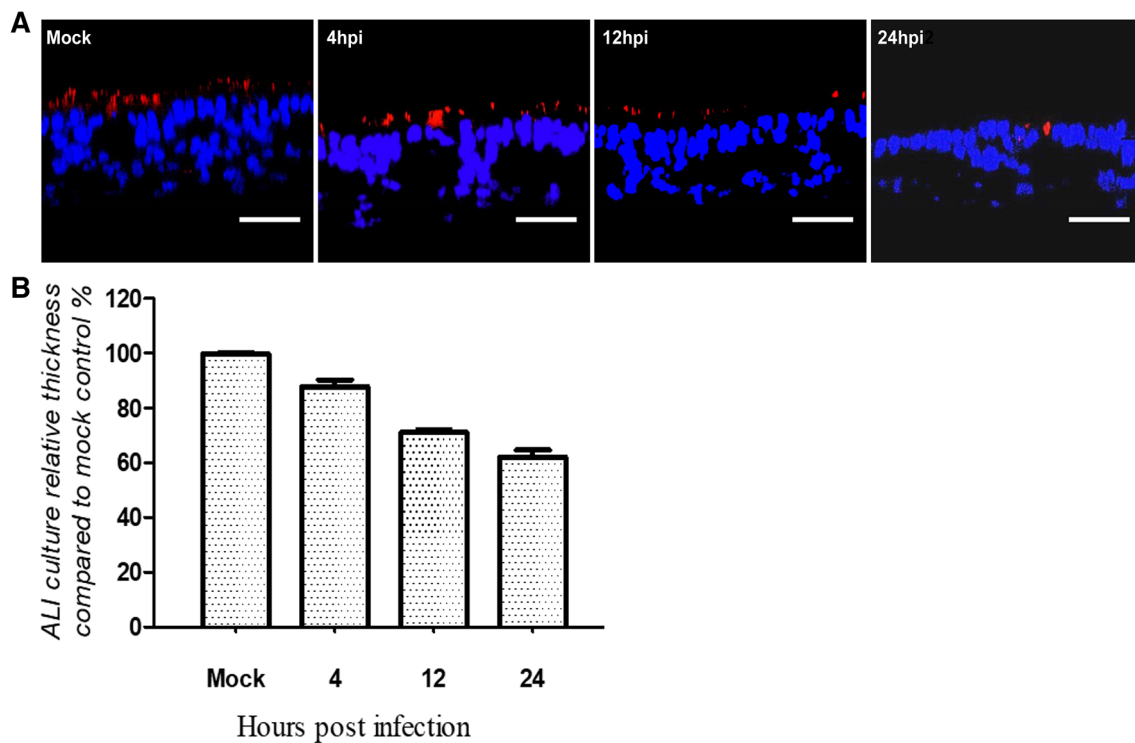 A
Mock
4hpi
12hpi
24hpi2
B
ALI culture relative thickness
compared to mock control %
120
100
80
60
40
20
0
Mock 4 12 24
Hours post infection